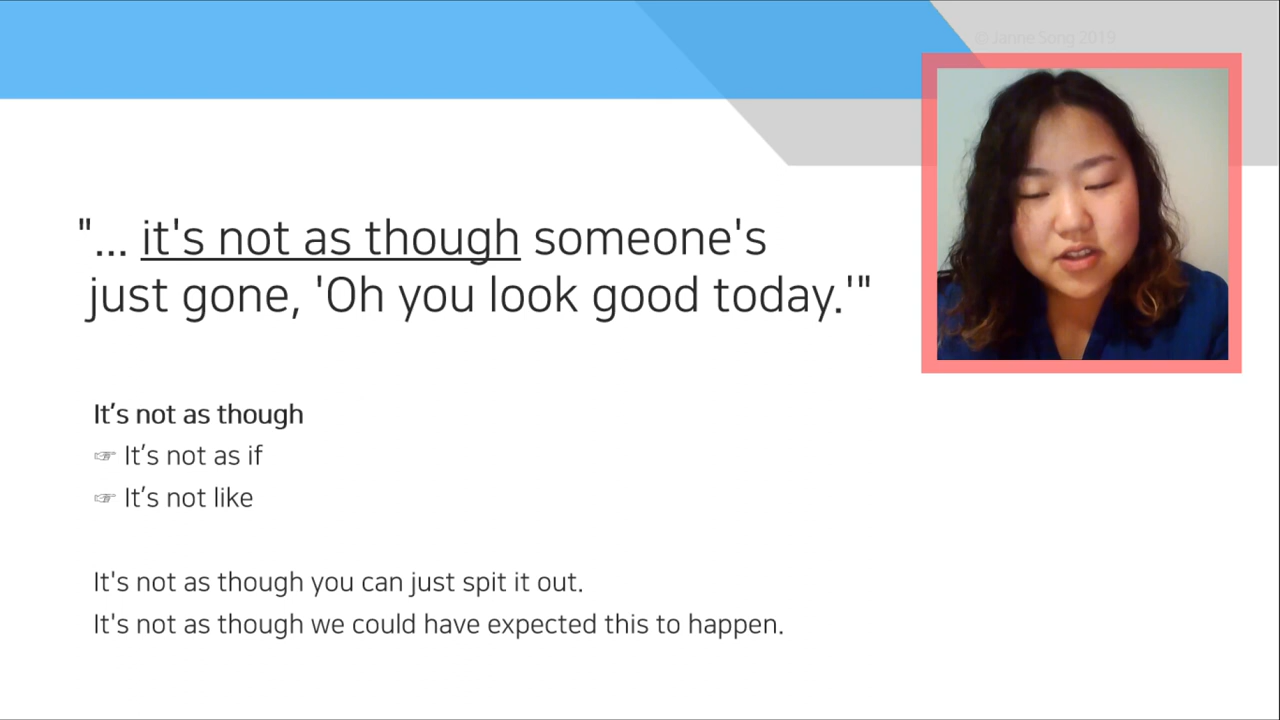 © Janne Song 2019
"... it's not as though someone's
just gone, 'Oh you look good today.'"
It's not as though
☞ It's not as if
☞ It's not like
It's not as though you can just spit it out.
It's not as though we could have expected this to happen.